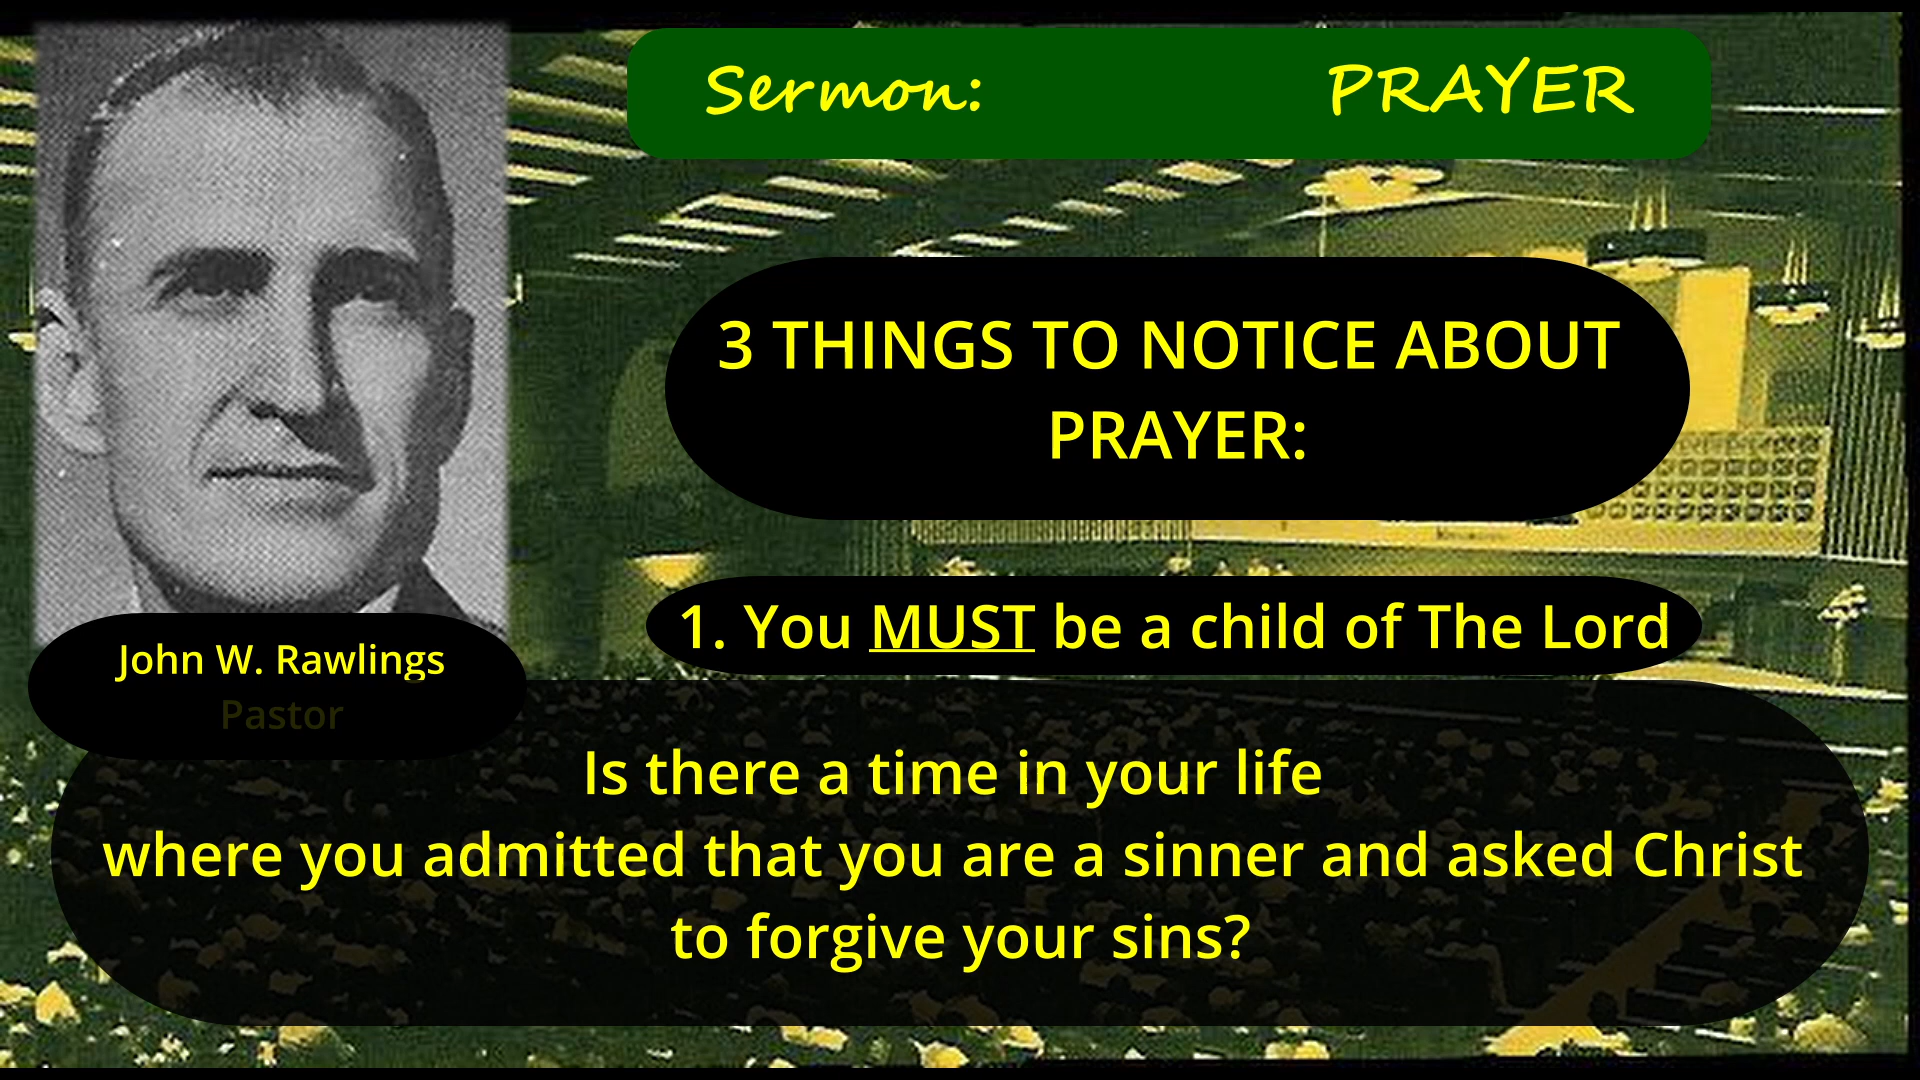 Sermon: PRAYER
3 THINGS TO NOTICE ABOUT
PRAYER:
1. You MUST be a child of The Lord
John W. Rawlings
Pastor
Is there a time in your life
where you admitted that you are a sinner and asked Christ
to forgive your sins?